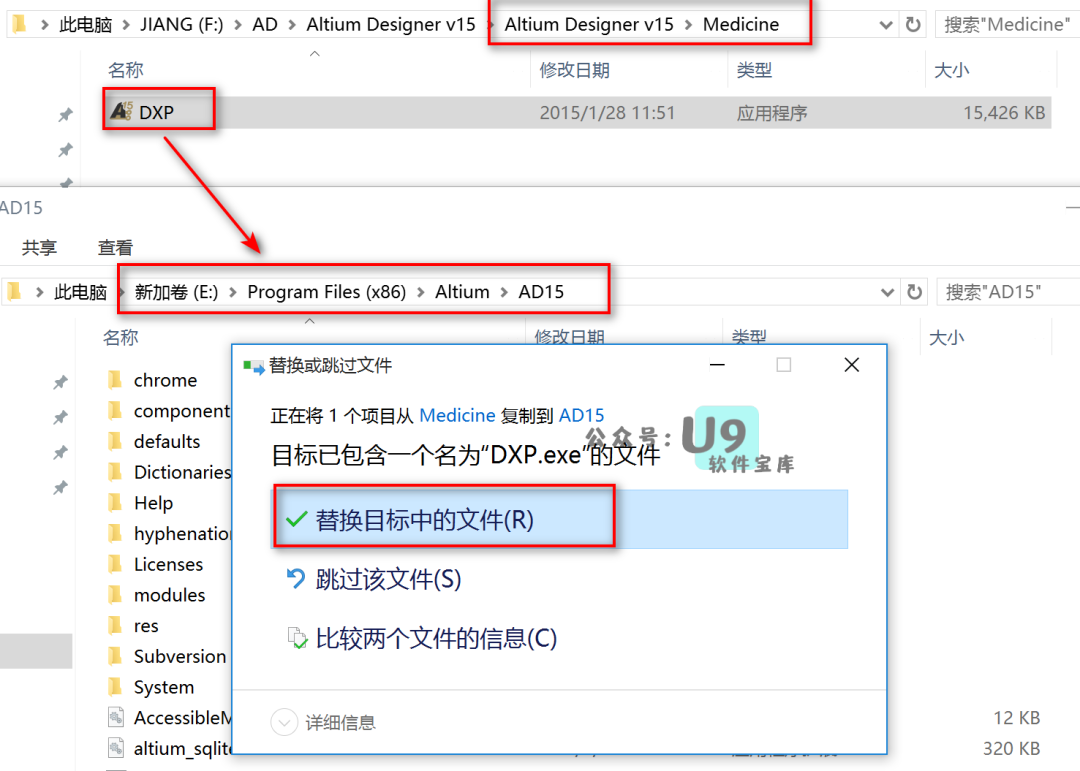 此电脑 JIANG (F:) AD Altium Designer v15 Altium Designer v15 Medicine 搜索"Medicine"
名称 修改日期 类型 大小
DXP 2015/1/28 11:51 应用程序 15,426 KB
AD15
共享 查看
此电脑 新加卷 (E:) Program Files (x86) Altium AD15 搜索"AD15"
名称 修改日期 类型 大小
替换或跳过文件
chrome
正在将 1 个项目从 Medicine 复制到 AD15
component
公众号: U9
软件宝库
defaults
目标已包含一个名为“DXP.exe”的文件
Dictionaries
Help
替换目标中的文件(R)
hyphenation
Licenses
跳过该文件(S)
modules
res
比较两个文件的信息(C)
Subversion
System
AccessibleM 12 KB
详细信息
altium_sqlite 320 KB